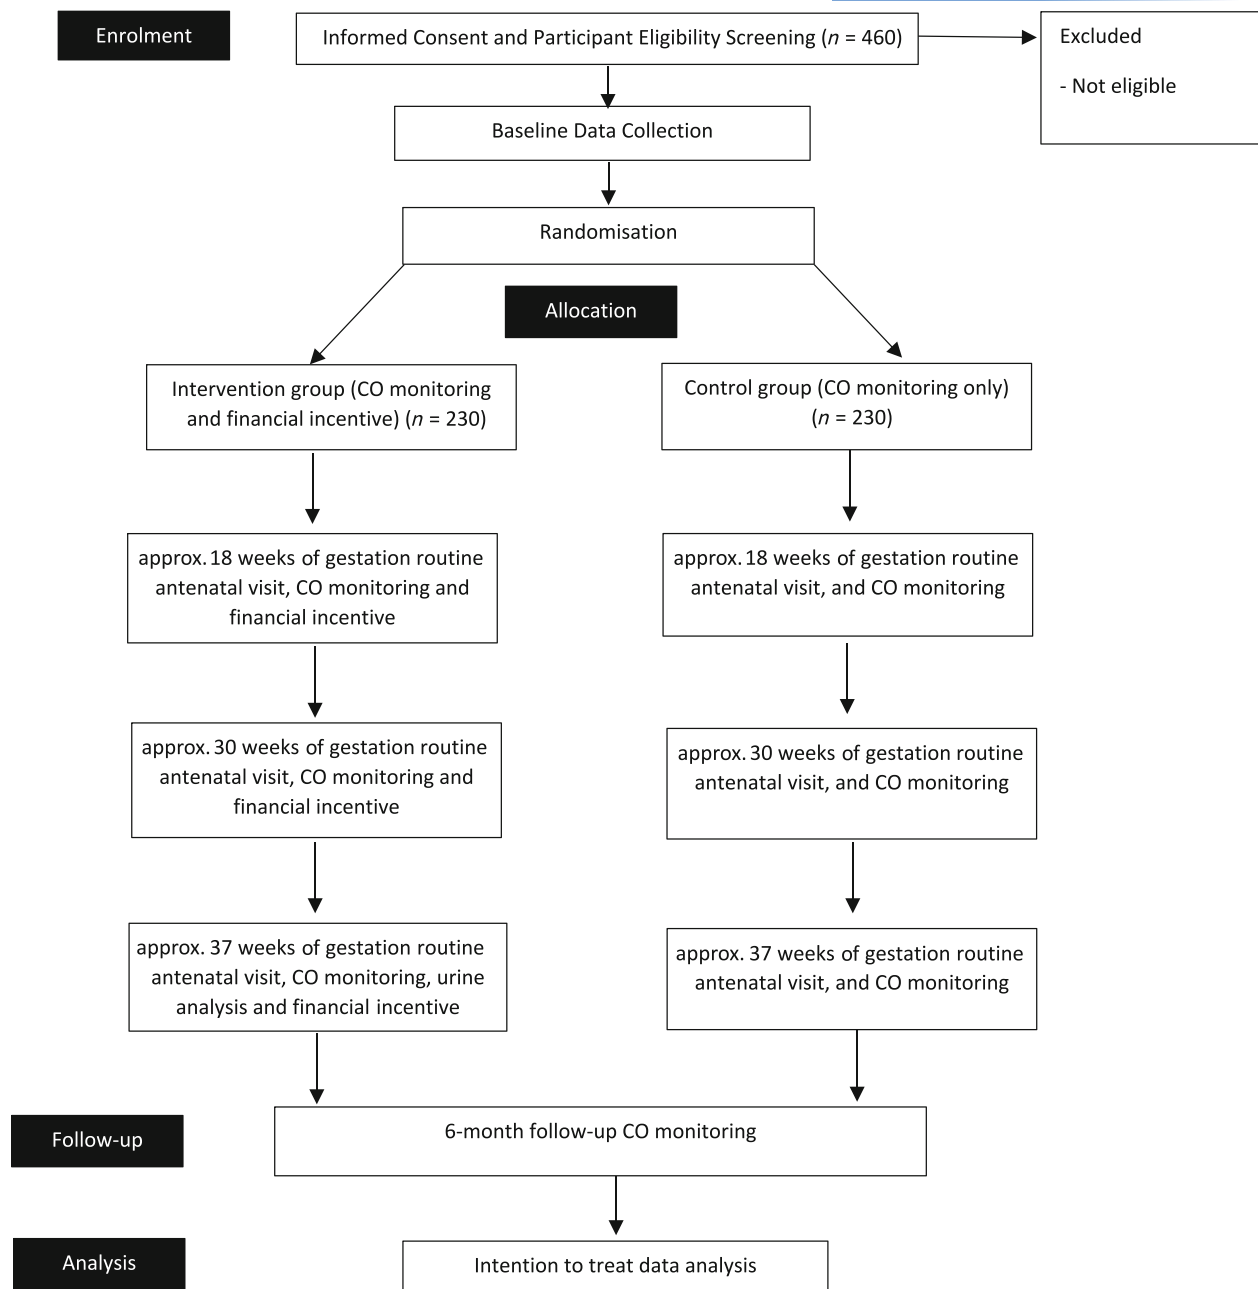 Enrolment
Informed Consent and Participant Eligibility Screening (n = 460)
Excluded
- Not eligible
Baseline Data Collection
Randomisation
Allocation
Intervention group (CO monitoring
and financial incentive) (n = 230)
Control group (CO monitoring only)
(n = 230)
approx. 18 weeks of gestation routine
antenatal visit, CO monitoring and
financial incentive
approx. 18 weeks of gestation routine
antenatal visit, and CO monitoring
approx. 30 weeks of gestation routine
antenatal visit, CO monitoring and
financial incentive
approx. 30 weeks of gestation routine
antenatal visit, and CO monitoring
approx. 37 weeks of gestation routine
antenatal visit, CO monitoring, urine
analysis and financial incentive
approx. 37 weeks of gestation routine
antenatal visit, and CO monitoring
Follow-up
6-month follow-up CO monitoring
Analysis
Intention to treat data analysis